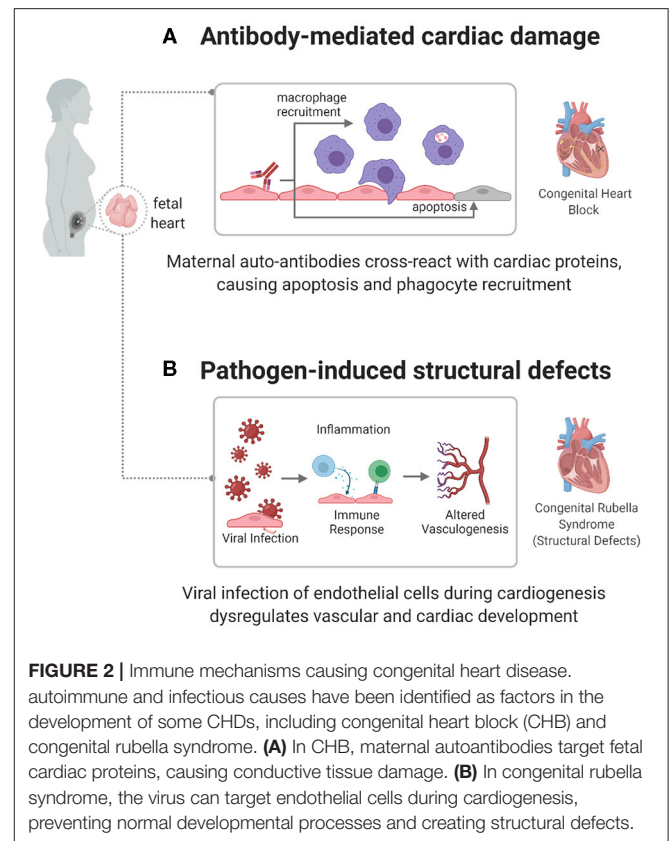 A Antibody-mediated cardiac damage
macrophage
recruitment
fetal
heart
apoptosis
Congenital Heart
Block
Maternal auto-antibodies cross-react with cardiac proteins,
causing apoptosis and phagocyte recruitment
B Pathogen-induced structural defects
Inflammation
Viral Infection
Immune
Response
Altered
Vasculogenesis
Congenital Rubella
Syndrome
(Structural Defects)
Viral infection of endothelial cells during cardiogenesis
dysregulates vascular and cardiac development
FIGURE 2 | Immune mechanisms causing congenital heart disease.
autoimmune and infectious causes have been identified as factors in the
development of some CHDs, including congenital heart block (CHB) and
congenital rubella syndrome. (A) In CHB, maternal autoantibodies target fetal
cardiac proteins, causing conductive tissue damage. (B) In congenital rubella
syndrome, the virus can target endothelial cells during cardiogenesis,
preventing normal developmental processes and creating structural defects.